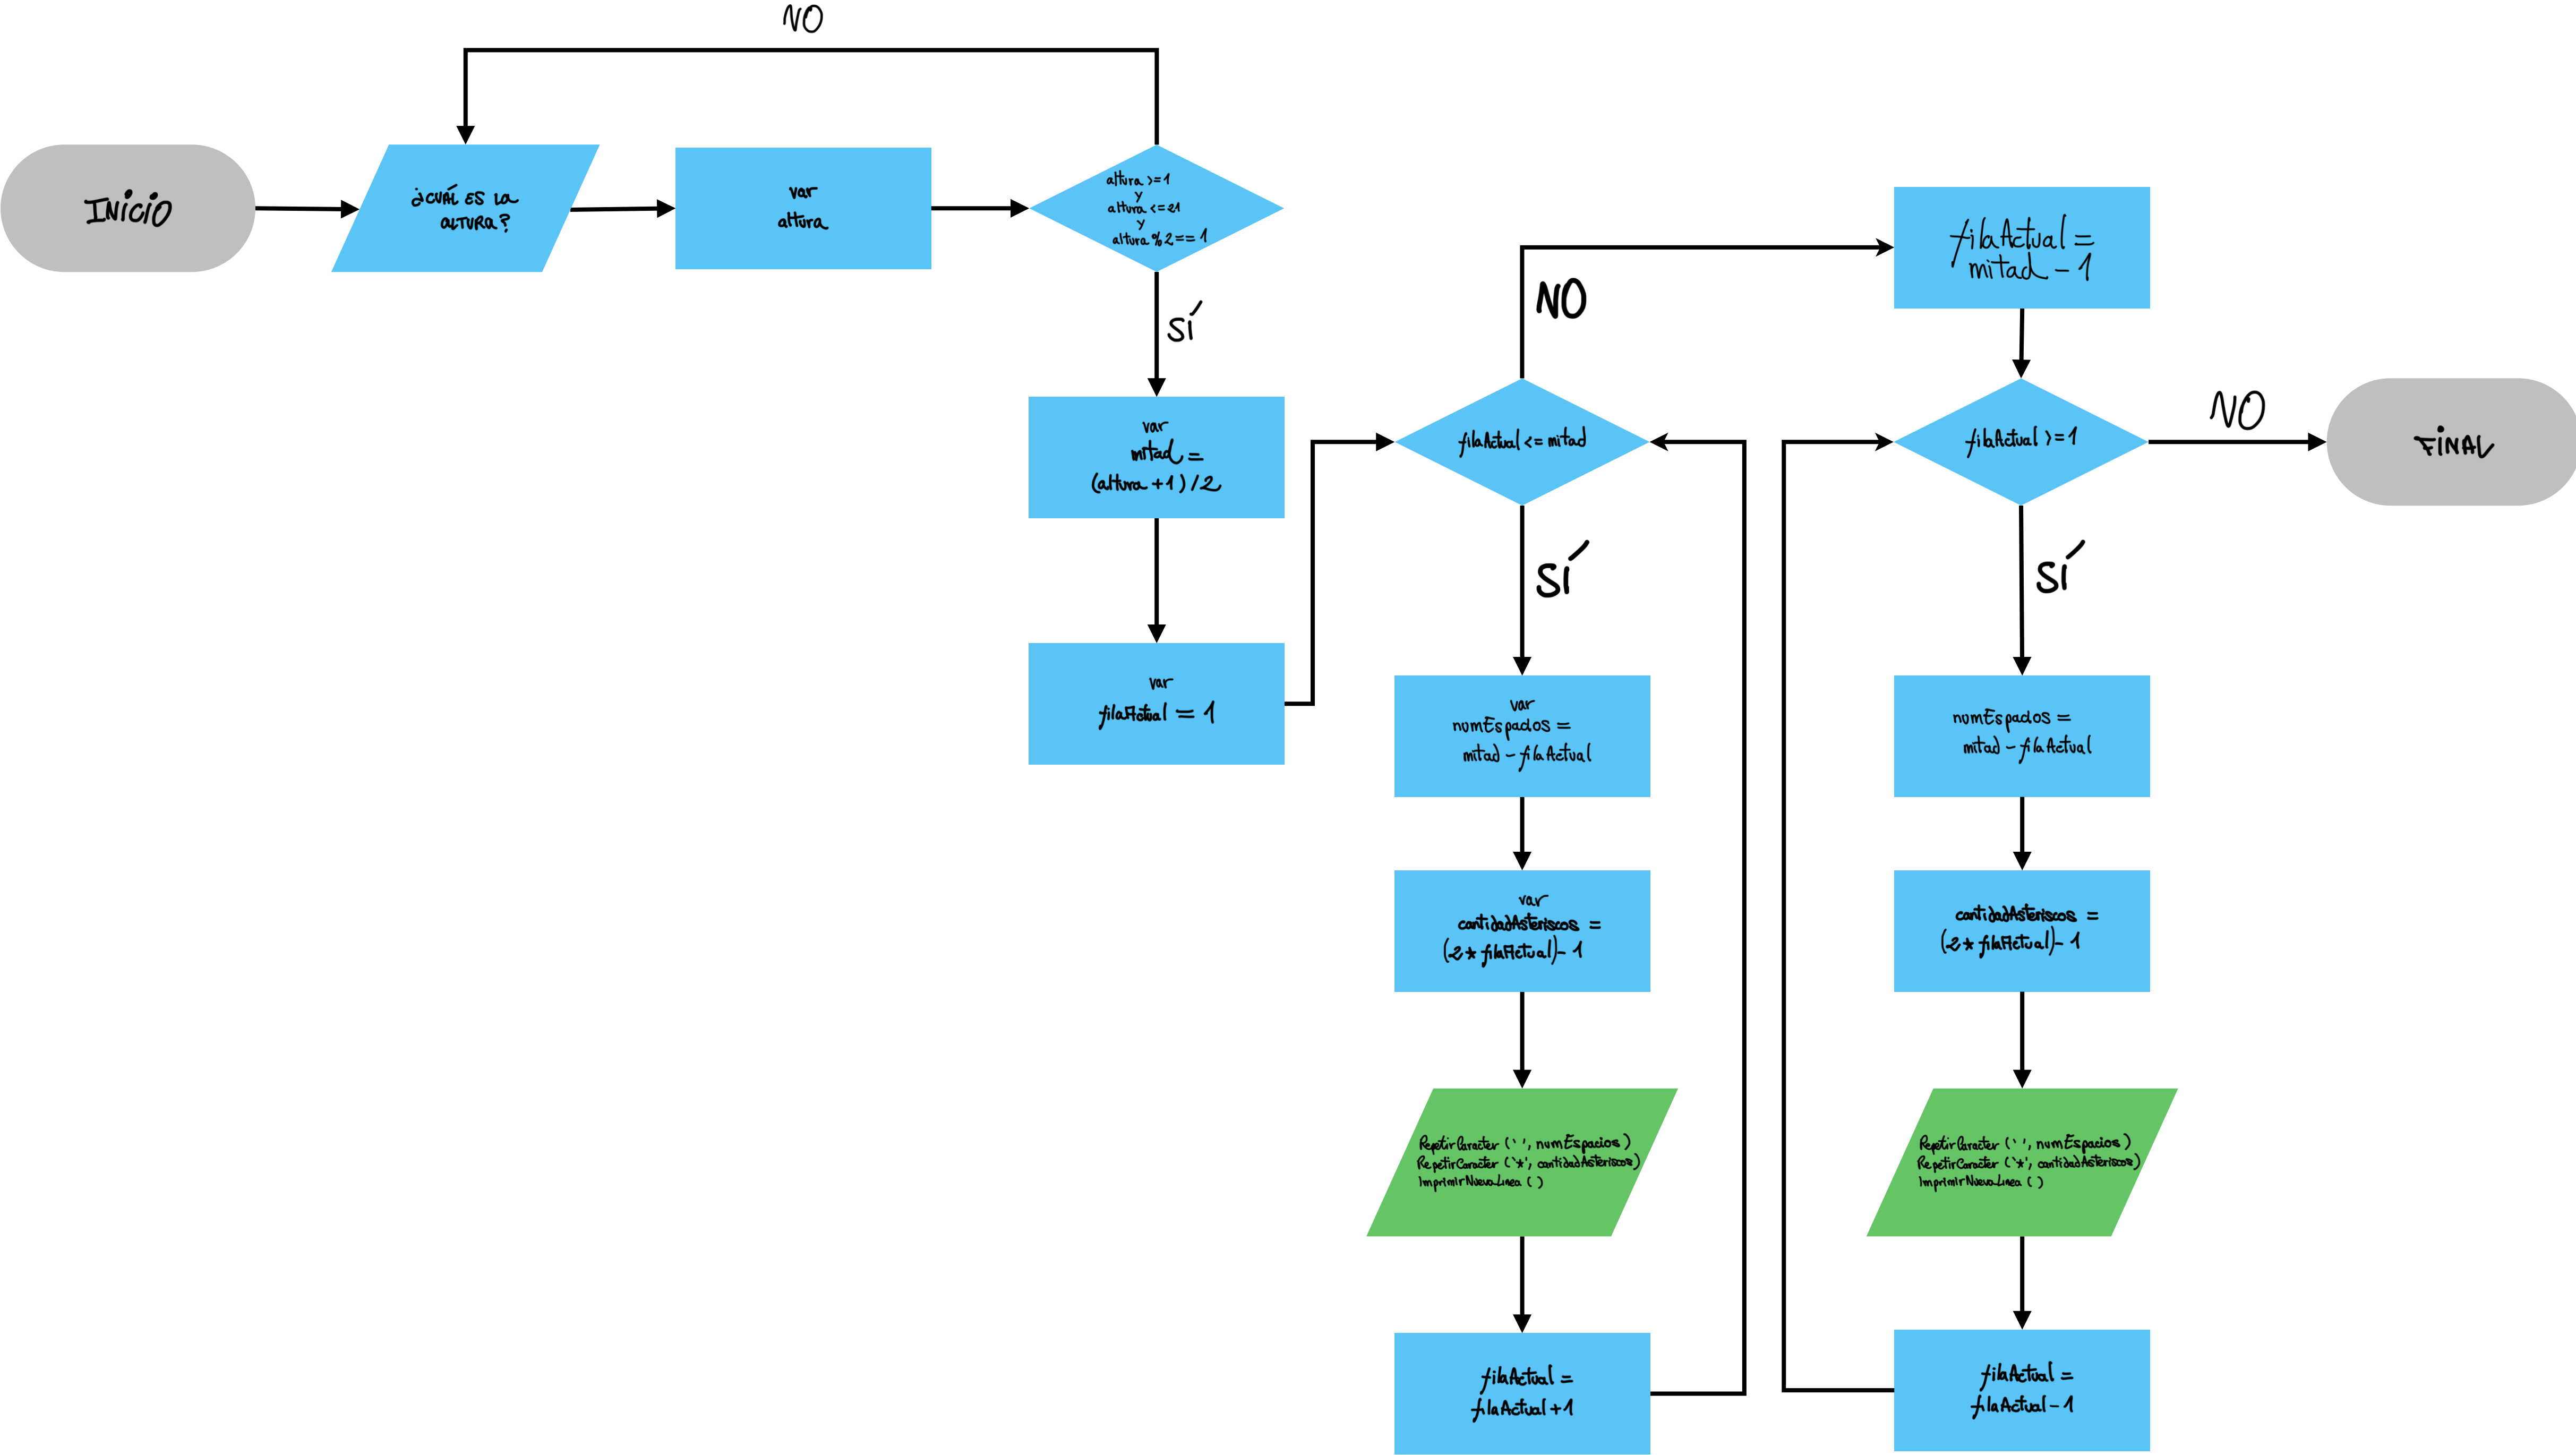 NO
INICIO
¿CUÁL ES LA
ALTURA?
var
altura
altura >= 1
y
altura <= 21
y
altura % 2 == 1
SÍ
var
mitad =
(altura + 1) / 2
var
filaActual = 1
filaActual <= mitad
NO
SÍ
var
numEspacios =
mitad - filaActual
var
cantidadAsteriscos =
(2 * filaActual) - 1
RepetirCaracter (' ', numEspacios)
RepetirCaracter ('*', cantidadAsteriscos)
ImprimirNuevaLinea ( )
filaActual =
filaActual + 1
filaActual =
mitad - 1
filaActual >= 1
NO
FINAL
SÍ
numEspacios =
mitad - filaActual
cantidadAsteriscos =
(2 * filaActual) - 1
RepetirCaracter (' ', numEspacios)
RepetirCaracter ('*', cantidadAsteriscos)
ImprimirNuevaLinea ( )
filaActual =
filaActual - 1